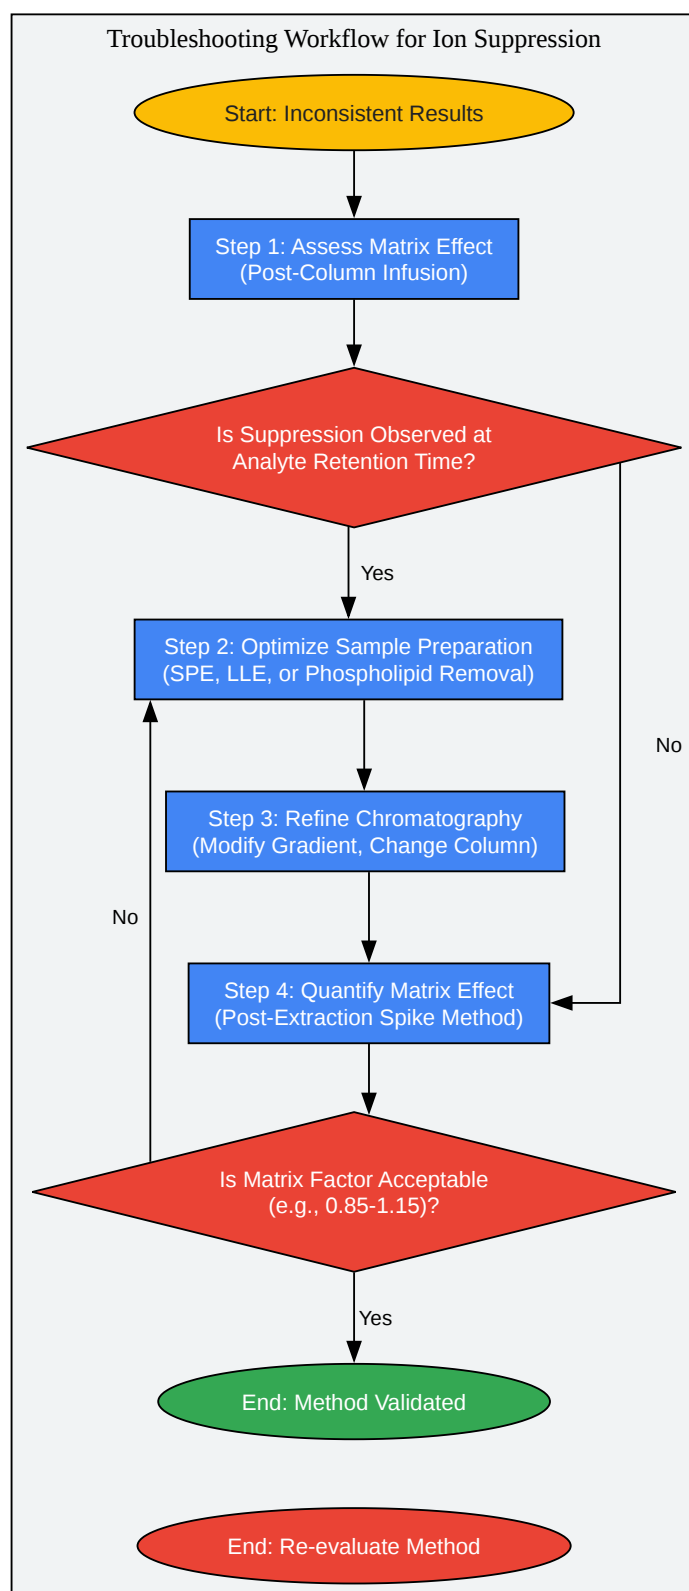 Troubleshooting Workflow for Ion Suppression
Start: Inconsistent Results
Step 1: Assess Matrix Effect
(Post-Column Infusion)
Is Suppression Observed at
Analyte Retention Time?
Yes
Step 2: Optimize Sample Preparation
(SPE, LLE, or Phospholipid Removal)
No
Step 3: Refine Chromatography
(Modify Gradient, Change Column)
No
Step 4: Quantify Matrix Effect
(Post-Extraction Spike Method)
Is Matrix Factor Acceptable
(e.g., 0.85-1.15)?
Yes
End: Method Validated
End: Re-evaluate Method